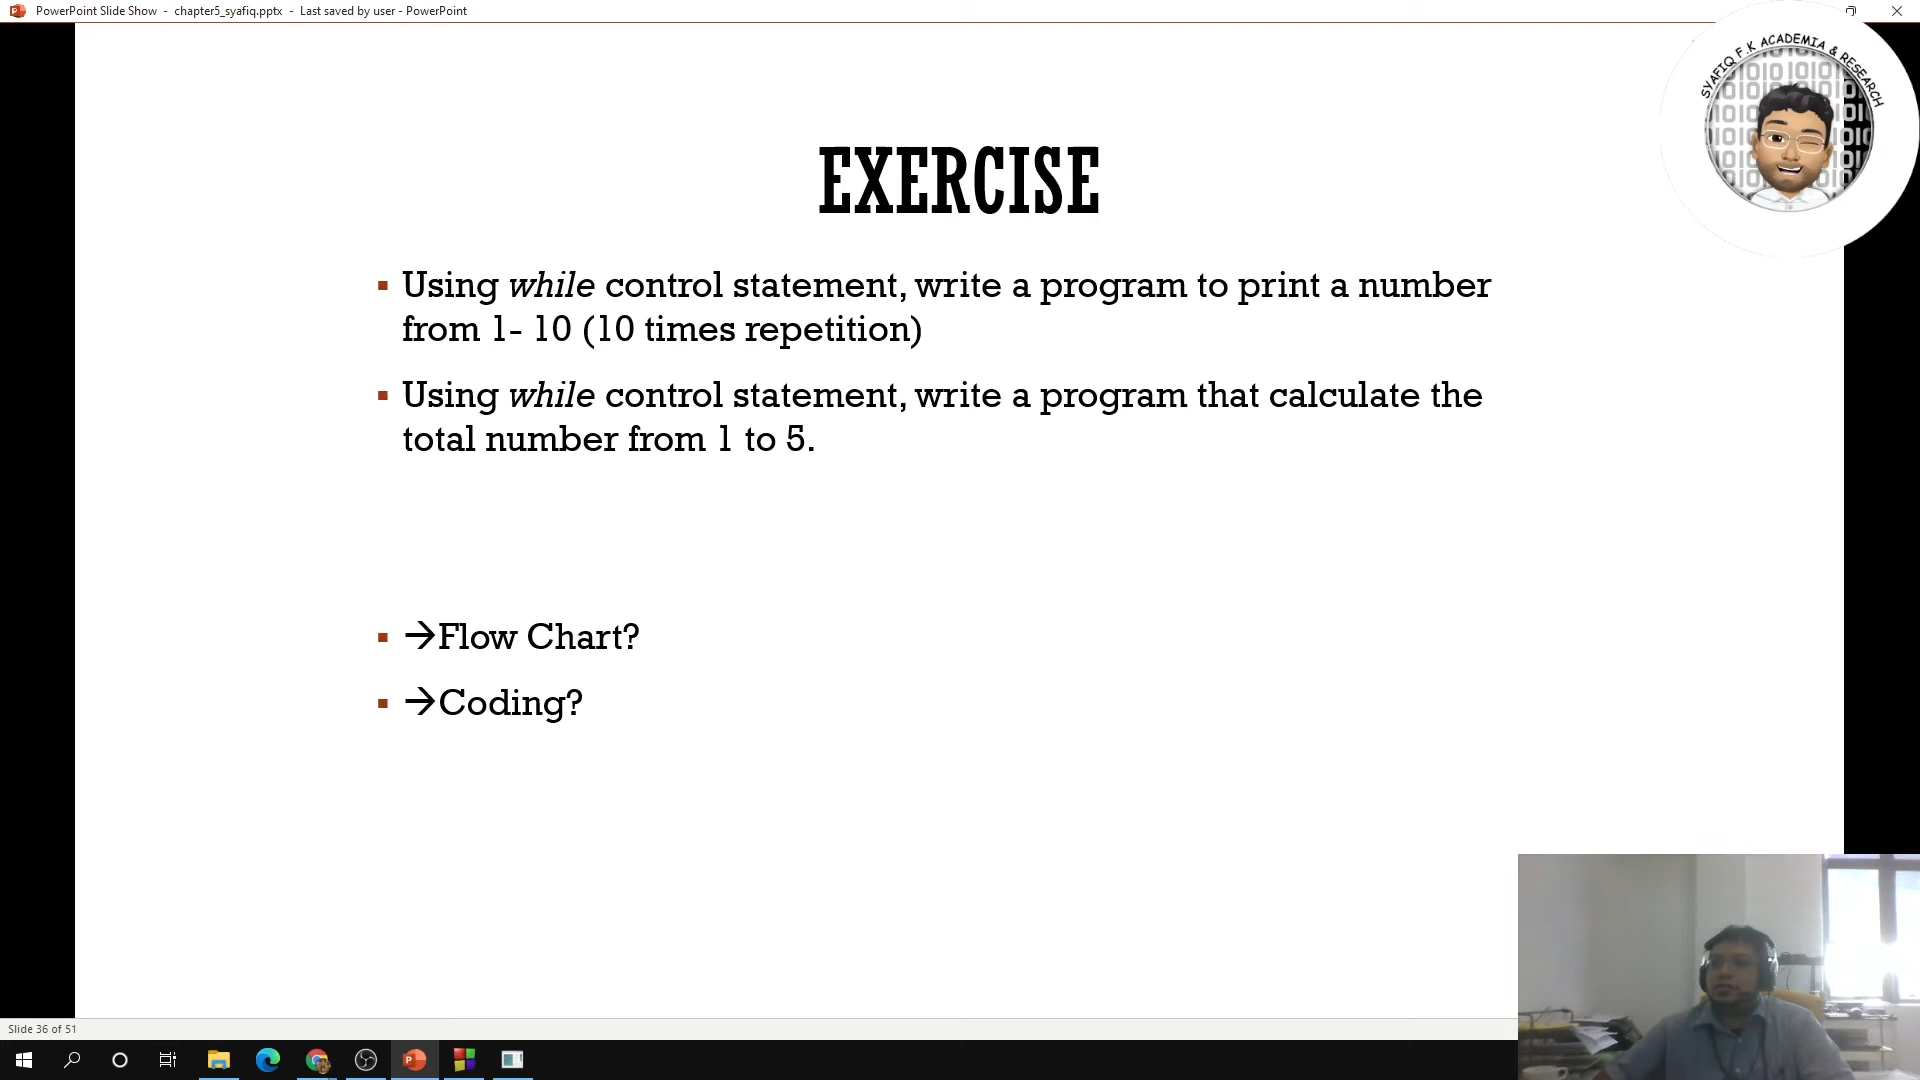 PowerPoint Slide Show - chapter5_syafiq.pptx - Last saved by user - PowerPoint
SYAFIQ F.K ACADEMIA & RESEARCH
EXERCISE
▪ Using while control statement, write a program to print a number
from 1- 10 (10 times repetition)
▪ Using while control statement, write a program that calculate the
total number from 1 to 5.
▪ →Flow Chart?
▪ →Coding?
Slide 36 of 51